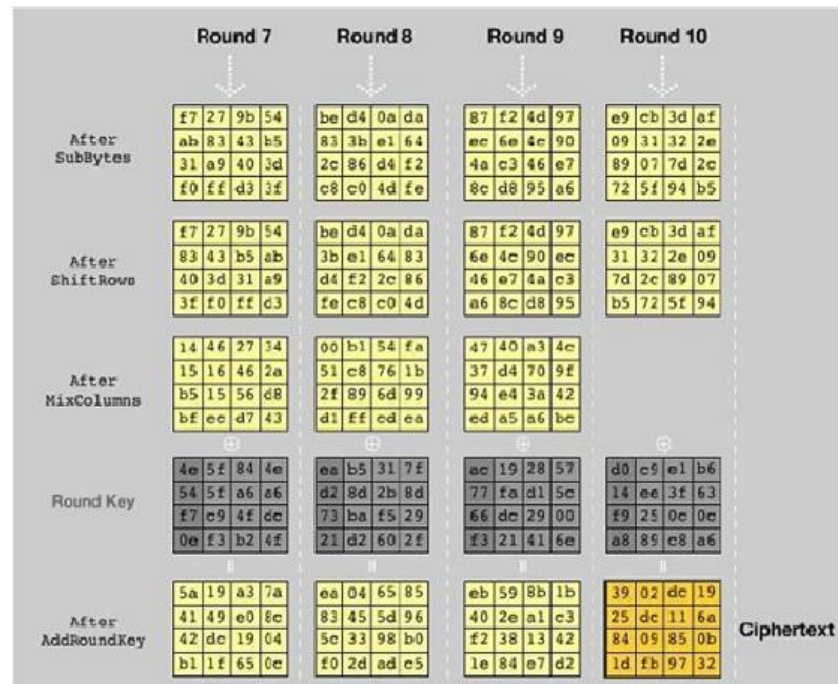 Round 7 Round 8 Round 9 Round 10
After
SubBytes
f7 27 9b 54 be d4 0a da 87 f2 4d 97 e9 cb 3d af
ab 83 43 b5 83 3b e1 64 ec 6e 4c 90 09 31 32 2e
31 a9 40 3d 2c 86 d4 f2 4a c3 46 e7 89 07 7d 2c
f0 ff d3 3f c8 c0 4d fe 8c d8 95 a6 72 5f 94 b5
After
ShiftRows
f7 27 9b 54 be d4 0a da 87 f2 4d 97 e9 cb 3d af
83 43 b5 ab 3b e1 64 83 6e 4c 90 ec 31 32 2e 09
40 3d 31 a9 d4 f2 2c 86 46 e7 4a c3 7d 2c 89 07
3f f0 ff d3 fe c8 c0 4d a6 8c d8 95 b5 72 5f 94
After
MixColumns
14 46 27 34 00 b1 54 fa 47 40 a3 4c
15 16 46 2a 51 c8 76 1b 37 d4 70 9f
b5 15 56 d8 2f 89 6d 99 94 e4 3a 42
bf ec d7 43 d1 ff cd ea ed a5 a6 bc
Round Key
4e 5f 84 4e ea b5 31 7f ac 19 28 57 d0 c9 e1 b6
54 5f a6 a6 d2 8d 2b 8d 77 fa d1 5c 14 ee 3f 63
f7 c9 4f dc 73 ba f5 29 66 dc 29 00 f9 25 0c 0c
0e f3 b2 4f 21 d2 60 2f f3 21 41 6e a8 89 c8 a6
After
AddRoundKey
5a 19 a3 7a ea 04 65 85 eb 59 8b 1b 39 02 dc 19
41 49 e0 8c 83 45 5d 96 40 2e a1 c3 25 dc 11 6a
42 dc 19 04 5c 33 98 b0 f2 38 13 42 84 09 85 0b
b1 1f 65 0c f0 2d ad c5 1e 84 e7 d2 1d fb 97 32
Ciphertext